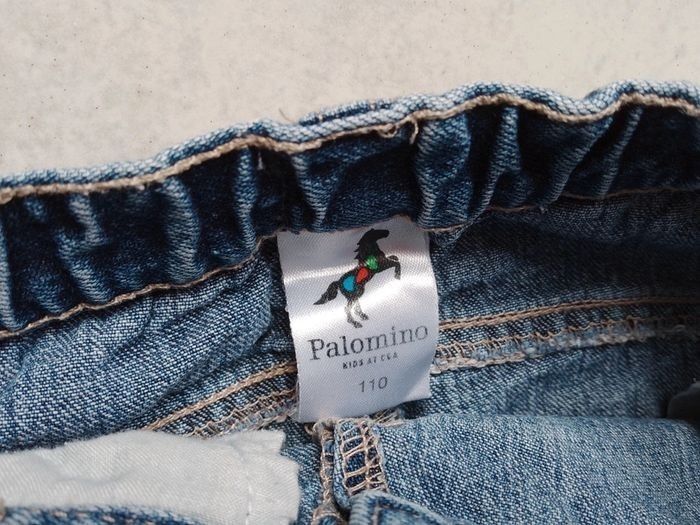 Palomino
KIDS AT C&A
110